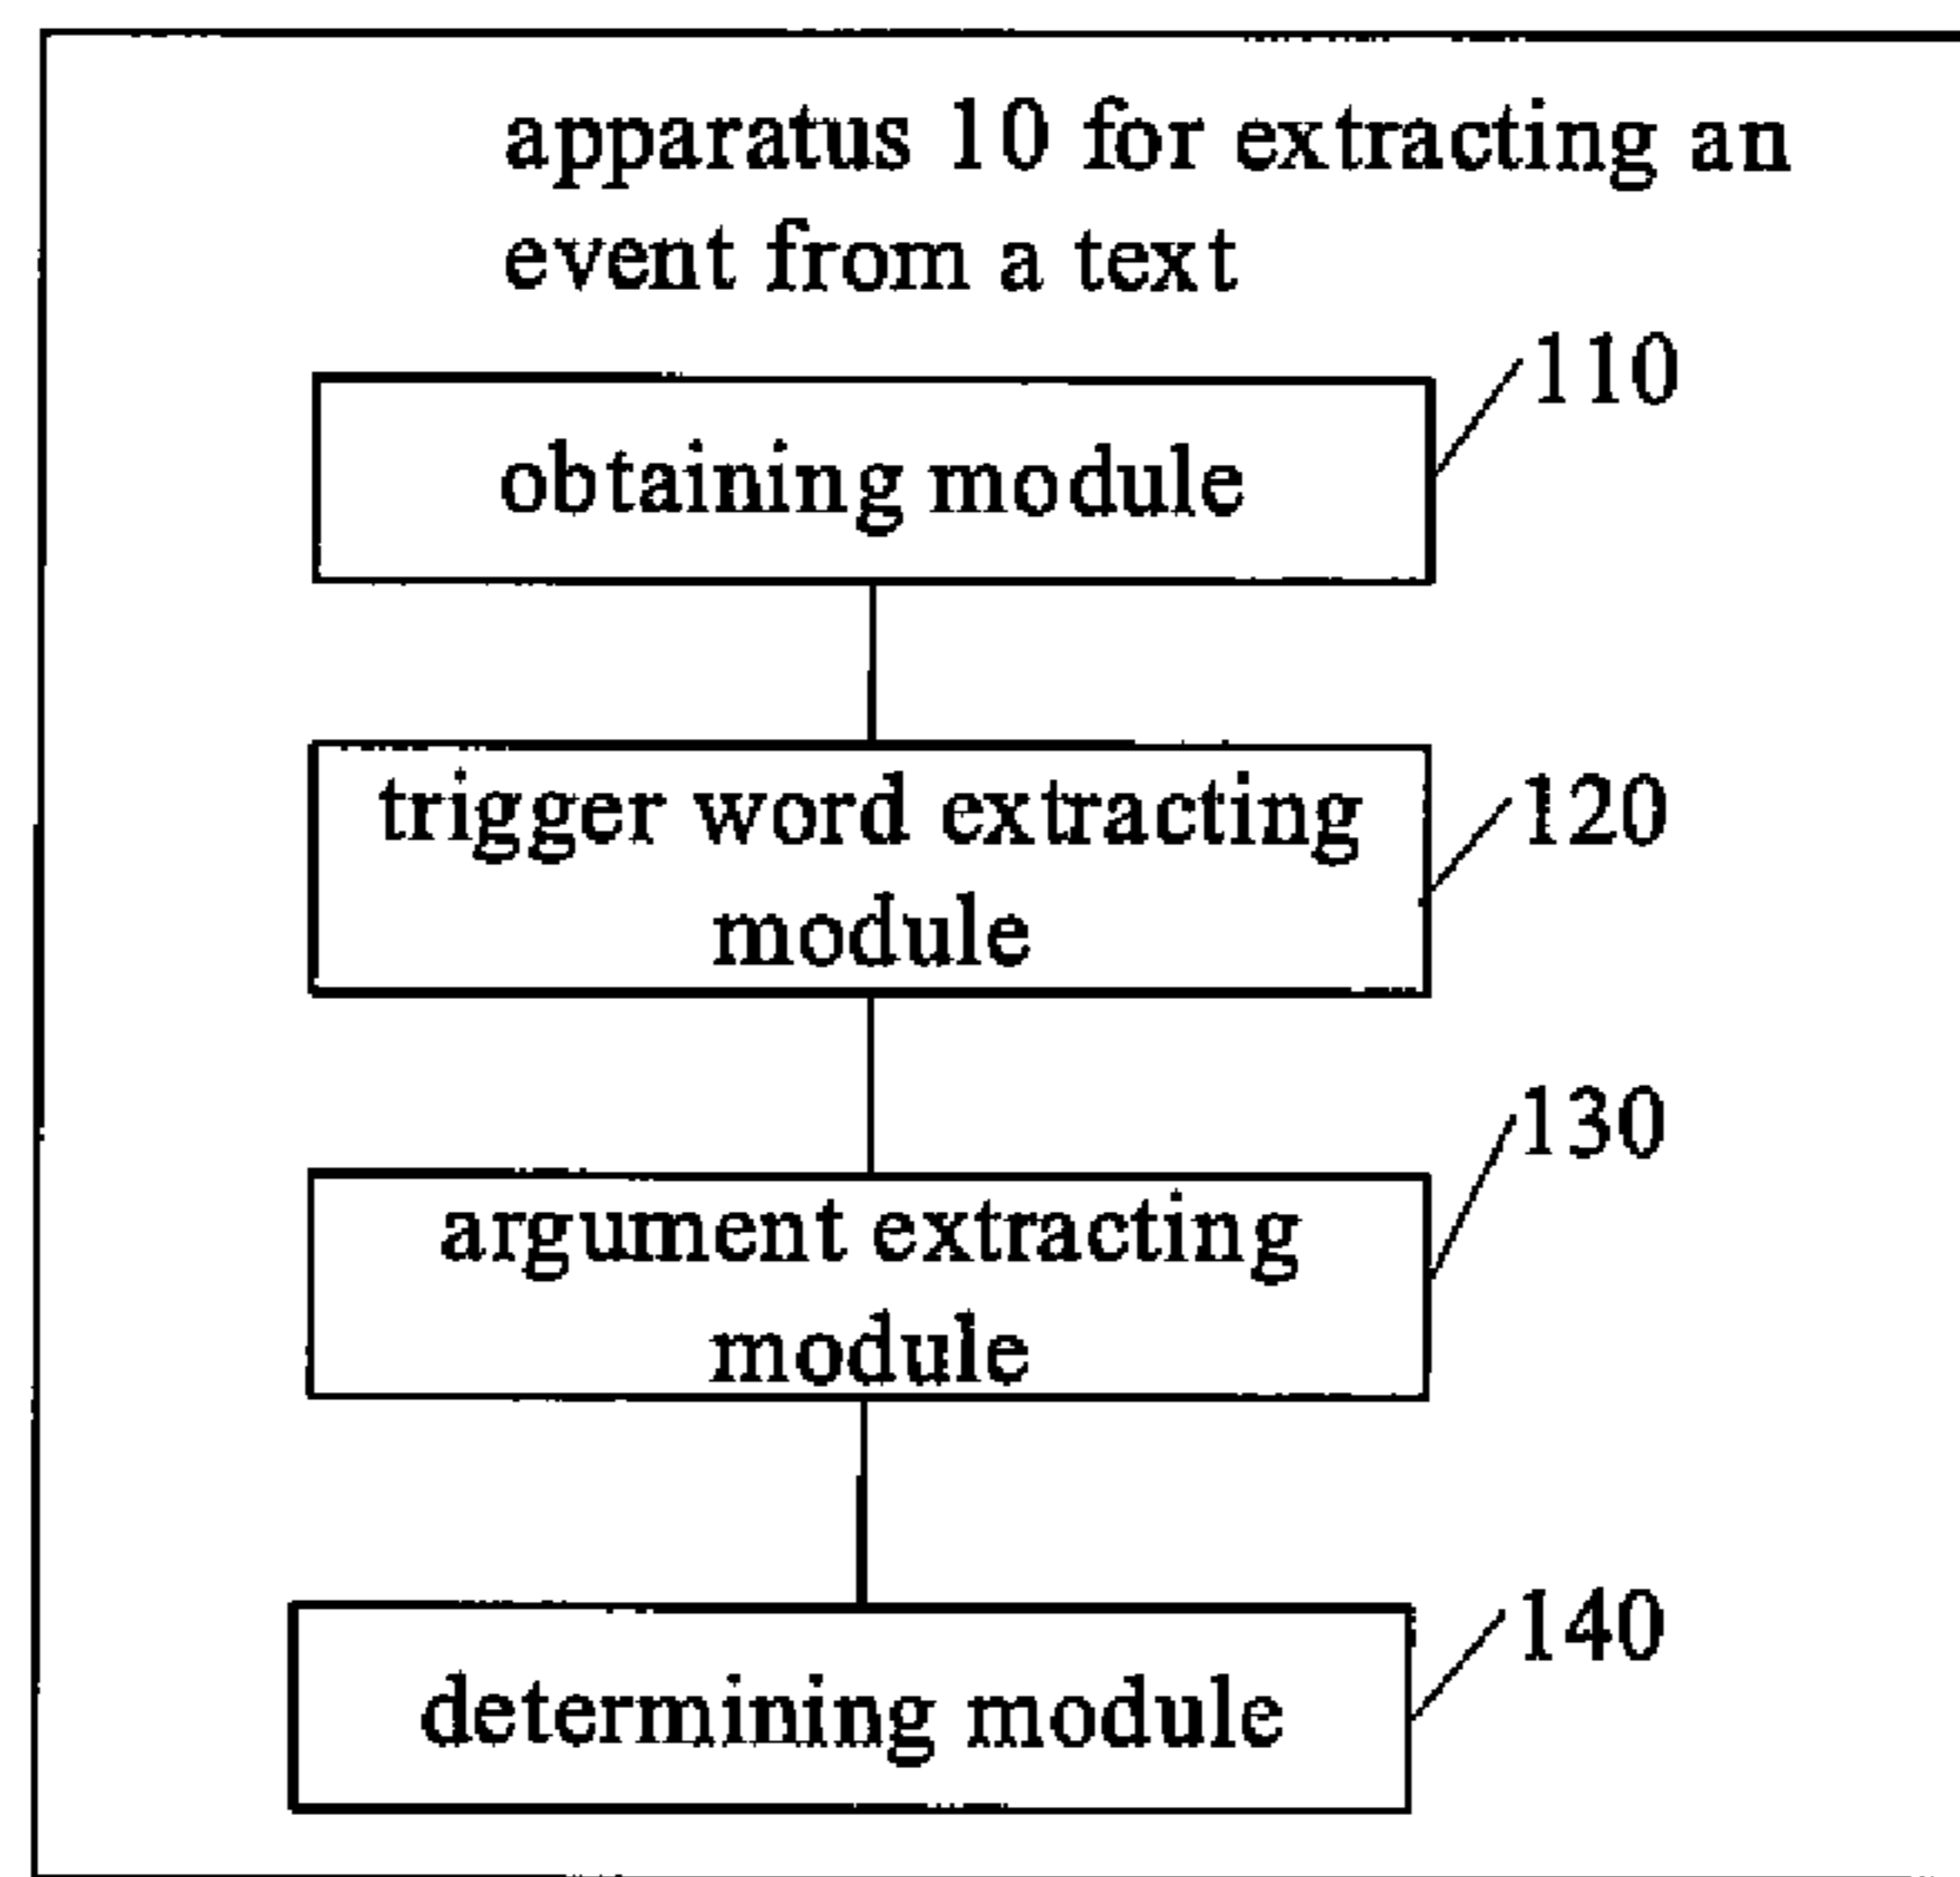 apparatus 10 for extracting an
event from a text
110
obtaining module
120
trigger word extracting
module
130
argument extracting
module
140
determining module